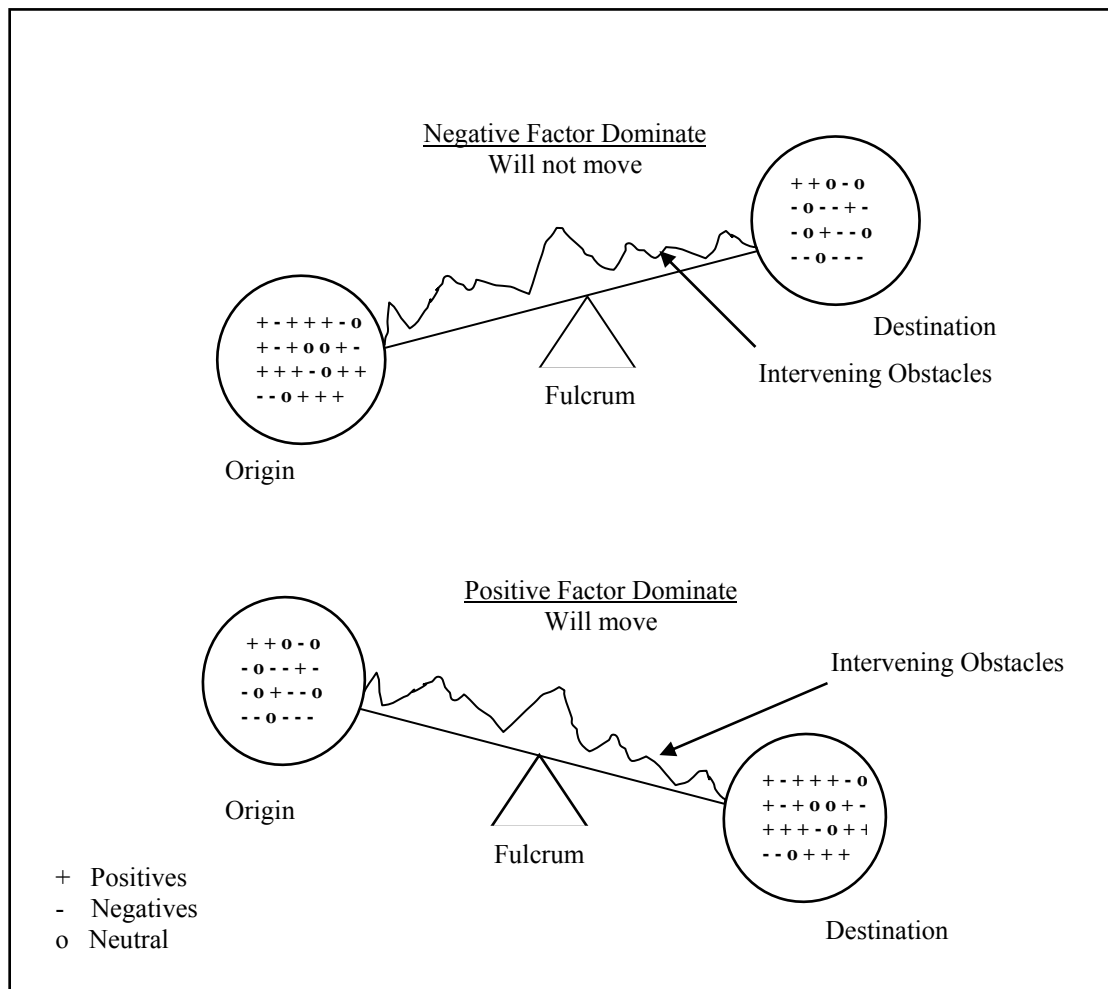 Negative Factor Dominate
Will not move
+ + o - o
- o - - + -
- o + - - o
- - o - - -
Destination
Intervening Obstacles
+ - + + + - o
+ - + o o + -
+ + + - o + +
- - o + + +
Fulcrum
Origin
Positive Factor Dominate
Will move
+ + o - o
- o - - + -
- o + - - o
- - o - - -
Intervening Obstacles
Origin
+ - + + + - o
+ - + o o + -
+ + + - o + +
- - o + + +
Fulcrum
Destination
+ Positives
- Negatives
o Neutral